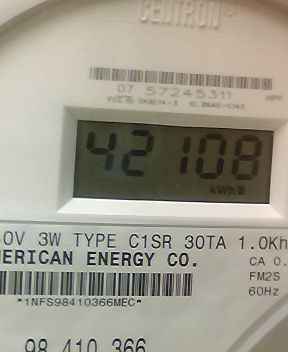 CENTRON®
07 57245311
42108
kWh
0V 3W TYPE C1SR 30TA 1.0Kh
ERICAN ENERGY CO.
CA 0.
FM2S
*1NFS98410366MEC*
60Hz
98 410 366